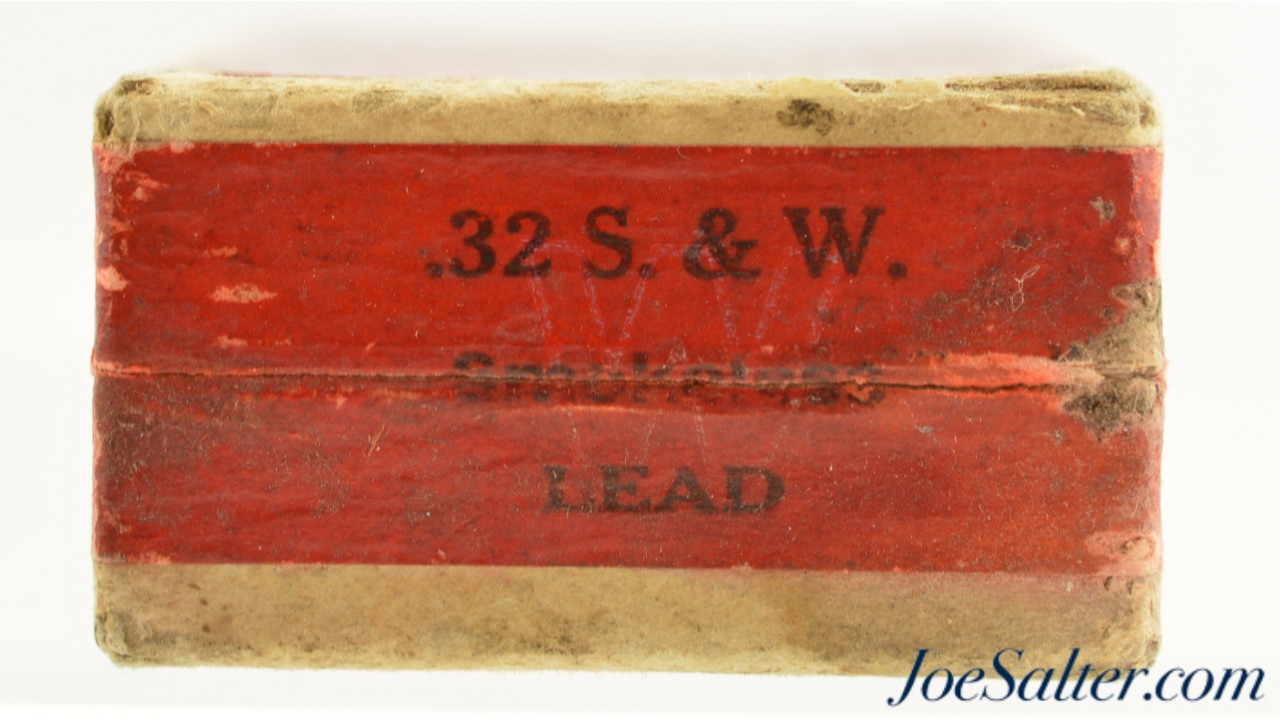 .32 S. & W.
Smokeless
LEAD
JoeSalter.com